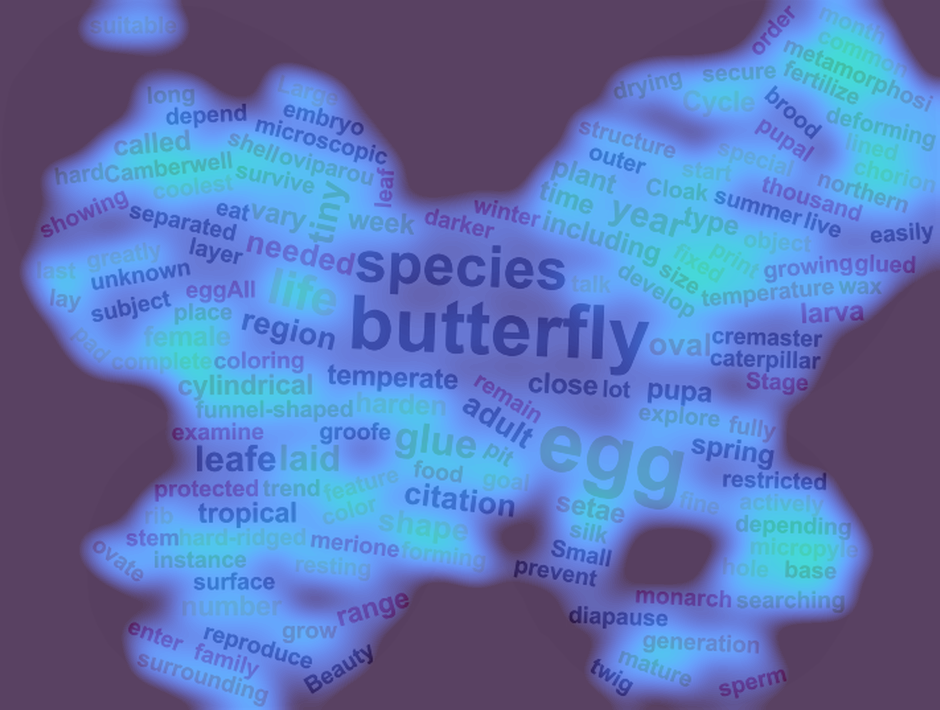 suitable
order
month
common
metamorphosi
fertilize
drying
secure
Cycle
brood
deforming
pupal
lined
chorion
long
Large
depend
embryo
microscopic
called
shell
oviparou
hard
Camberwell
coolest
survive
leaf
tiny
structure
outer
plant
special
start
Cloak
thousand
northern
showing
separated
eat
vary
week
darker
winter
time
year
type
summer
live
easily
including
object
layer
needed
greatly
last
unknown
species
talk
fixed
print
size
develop
growing
glued
temperature
wax
lay
subject
eggAll
life
place
region
butterfly
larva
pad
female
complete
coloring
oval
cremaster
caterpillar
cylindrical
temperate
remain
close
lot
pupa
Stage
funnel-shaped
harden
adult
explore
fully
examine
groofe
glue
pit
egg
spring
leafe
laid
food
goal
restricted
protected
trend
feature
citation
setae
fine
actively
rib
tropical
color
shape
silk
depending
stem
hard-ridged
merione
forming
Small
micropyle
ovate
instance
resting
prevent
hole
base
surface
number
range
monarch
searching
diapause
enter
reproduce
grow
family
generation
surrounding
Beauty
mature
twig
sperm